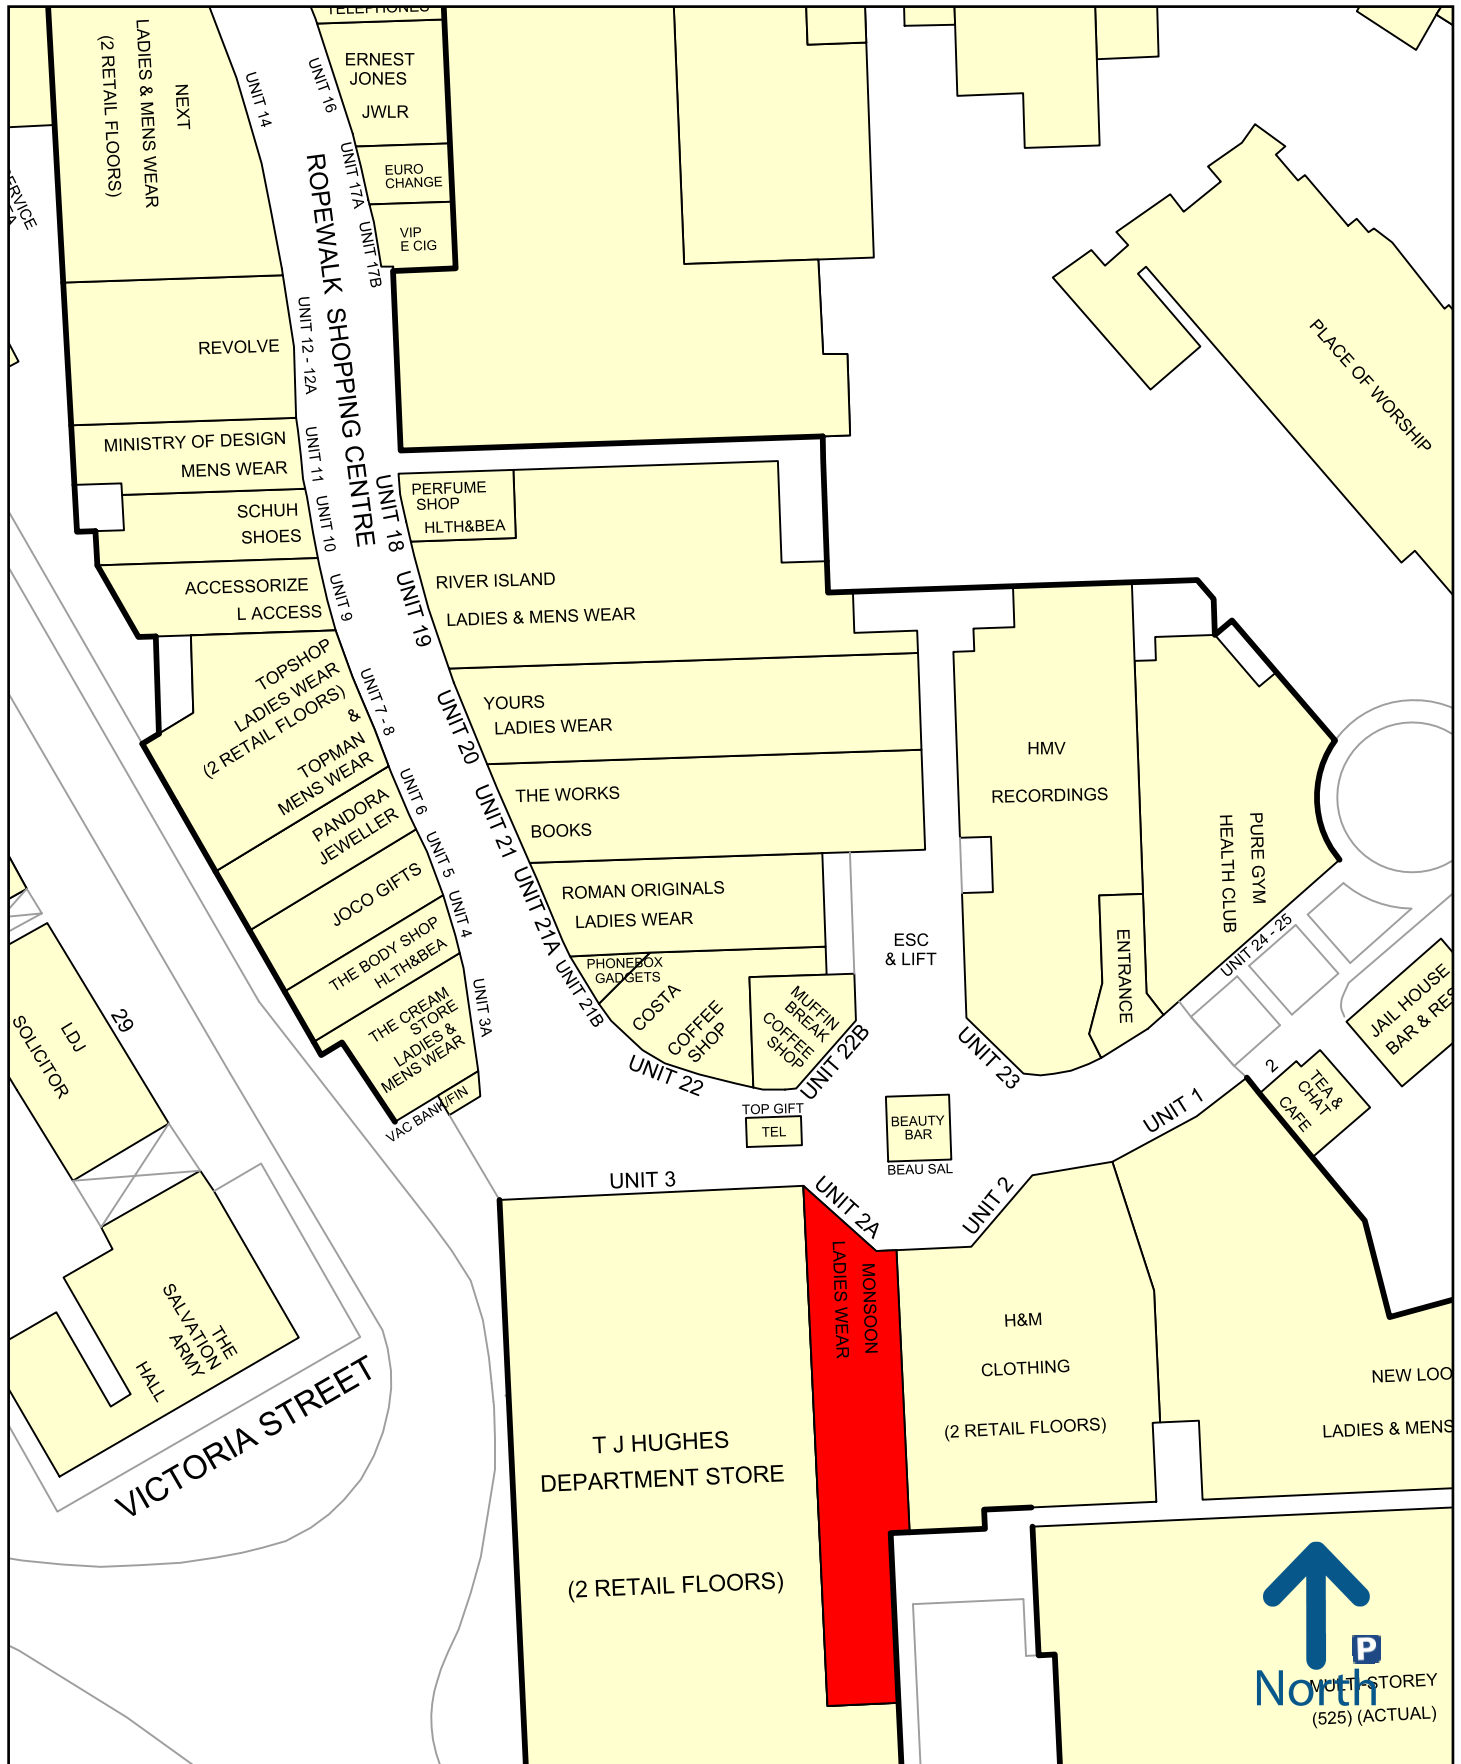 TELEPHONES
ERNEST
JONES
JWLR
UNIT 16
UNIT 14
NEXT
LADIES & MENS WEAR
(2 RETAIL FLOORS)
EURO
CHANGE
UNIT 17A
VIP
E CIG
UNIT 17B
ROPEWALK SHOPPING CENTRE
REVOLVE
UNIT 12 - 12A
MINISTRY OF DESIGN
MENS WEAR
UNIT 11
SCHUH
SHOES
UNIT 10
ACCESSORIZE
L ACCESS
UNIT 9
PERFUME
SHOP
HLTH&BEA
UNIT 18
RIVER ISLAND
LADIES & MENS WEAR
UNIT 19
PLACE OF WORSHIP
TOPSHOP
LADIES WEAR
(2 RETAIL FLOORS)
&
TOPMAN
MENS WEAR
UNIT 7 - 8
YOURS
LADIES WEAR
UNIT 20
HMV
RECORDINGS
PURE GYM
HEALTH CLUB
UNIT 24 - 25
THE WORKS
BOOKS
UNIT 21
PANDORA
JEWELLER
UNIT 6
JOCO GIFTS
UNIT 5
ROMAN ORIGINALS
LADIES WEAR
UNIT 21A
THE BODY SHOP
HLTH&BEA
UNIT 4
ESC
& LIFT
ENTRANCE
PHONEBOX
GADGETS
UNIT 21B
COSTA
COFFEE
SHOP
UNIT 22
MUFFIN
BREAK
COFFEE
SHOP
UNIT 22B
UNIT 23
THE CREAM
STORE
LADIES &
MENS WEAR
UNIT 3A
VAC BANK/FIN
JAIL HOUSE
BAR & RES
2
TEA &
CHAT
CAFE
UNIT 1
29
LDJ
SOLICITOR
TOP GIFT
TEL
BEAUTY
BAR
BEAU SAL
UNIT 3
UNIT 2A
UNIT 2
MONSOON
LADIES WEAR
H&M
CLOTHING
(2 RETAIL FLOORS)
NEW LOO
LADIES & MENS
THE
SALVATION
ARMY
HALL
VICTORIA STREET
T J HUGHES
DEPARTMENT STORE
(2 RETAIL FLOORS)
P
North
MULTI-STOREY
(525) (ACTUAL)